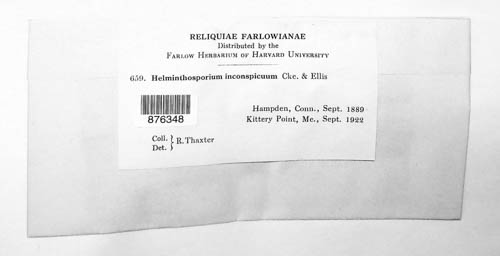 RELIQUIAE FARLOWIANAE
Distributed by the
FARLOW HERBARIUM OF HARVARD UNIVERSITY
659. Helminthosporium inconspicuum Cke. & Ellis
Hampden, Conn., Sept. 1889
Kittery Point, Me., Sept. 1922
876348
Coll. } R. Thaxter
Det.